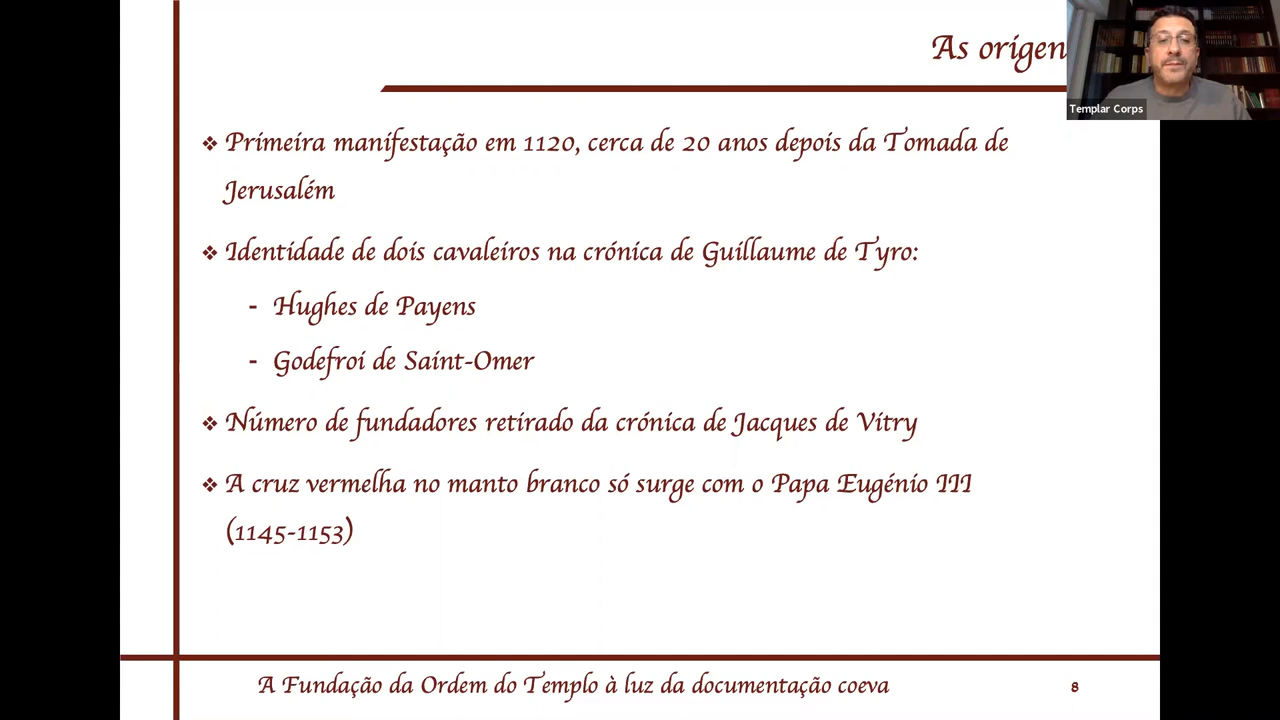 As origen
Templar Corps
❖ Primeira manifestação em 1120, cerca de 20 anos depois da Tomada de
Jerusalém
❖ Identidade de dois cavaleiros na crónica de Guillaume de Tyro:
- Hughes de Payens
- Godefroi de Saint-Omer
❖ Número de fundadores retirado da crónica de Jacques de Vitry
❖ A cruz vermelha no manto branco só surge com o Papa Eugénio III
(1145-1153)
A Fundação da Ordem do Templo à luz da documentação coeva
8